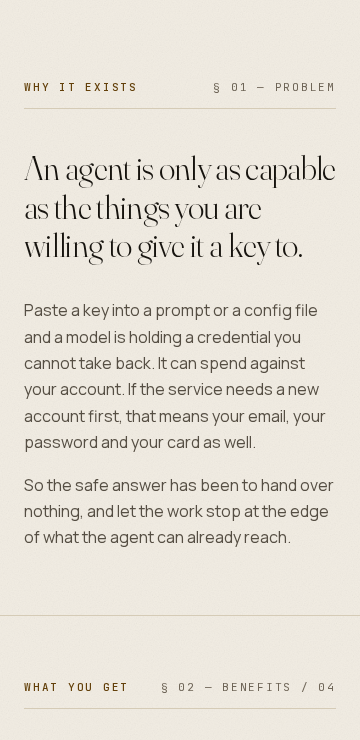 WHY IT EXISTS
§ 01 — PROBLEM
An agent is only as capable
as the things you are
willing to give it a key to.
Paste a key into a prompt or a config file
and a model is holding a credential you
cannot take back. It can spend against
your account. If the service needs a new
account first, that means your email, your
password and your card as well.
So the safe answer has been to hand over
nothing, and let the work stop at the edge
of what the agent can already reach.
WHAT YOU GET
§ 02 — BENEFITS / 04